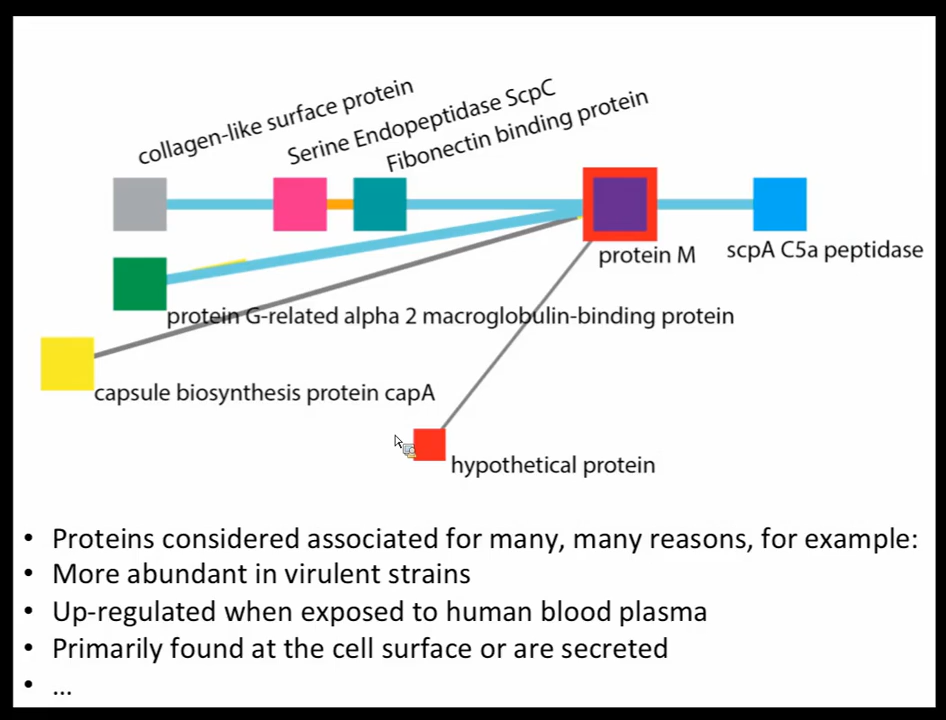 collagen-like surface protein
Serine Endopeptidase ScpC
Fibonectin binding protein
protein M
scpA C5a peptidase
protein G-related alpha 2 macroglobulin-binding protein
capsule biosynthesis protein capA
hypothetical protein
• Proteins considered associated for many, many reasons, for example:
• More abundant in virulent strains
• Up-regulated when exposed to human blood plasma
• Primarily found at the cell surface or are secreted
• ...